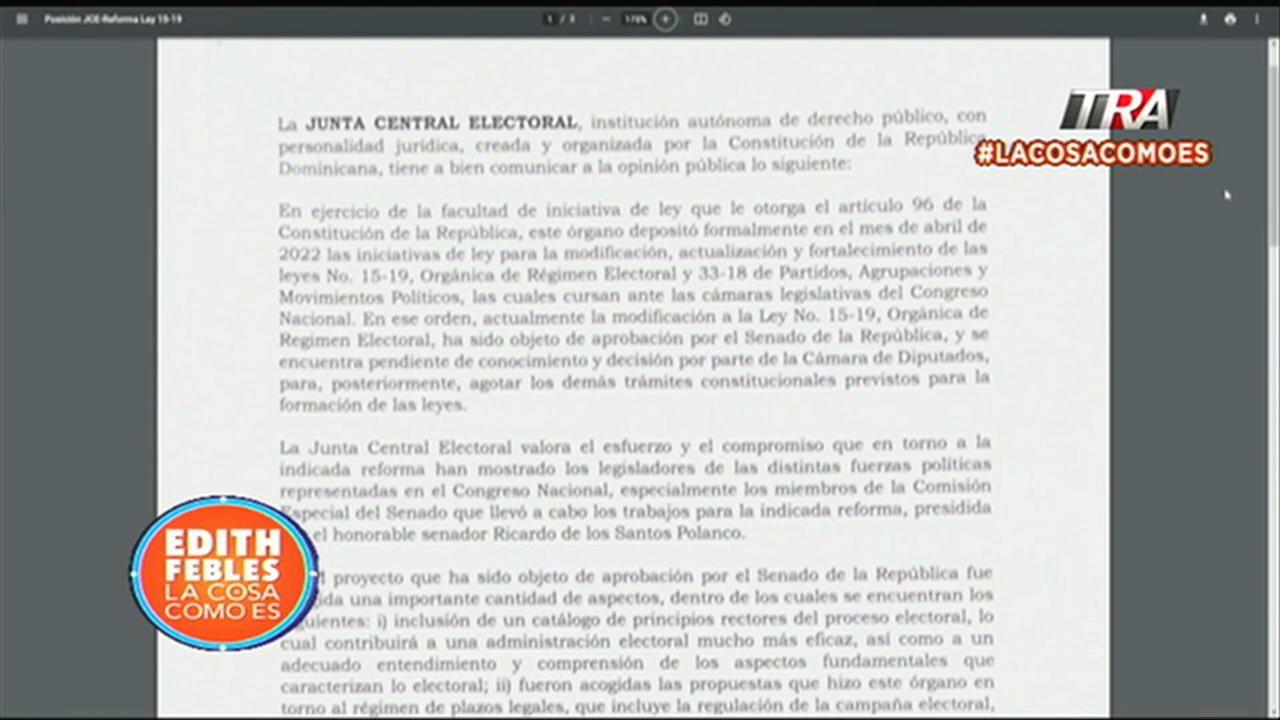 Posición JCE-Reforma Ley 15-19
1 / 3
175%
La JUNTA CENTRAL ELECTORAL, institución autónoma de derecho público, con
personalidad jurídica, creada y organizada por la Constitución de la República
Dominicana, tiene a bien comunicar a la opinión pública lo siguiente:
TRA
#LACOSACOMOES
En ejercicio de la facultad de iniciativa de ley que le otorga el artículo 96 de la
Constitución de la República, este órgano depositó formalmente en el mes de abril de
2022 las iniciativas de ley para la modificación, actualización y fortalecimiento de las
leyes No. 15-19, Orgánica de Régimen Electoral y 33-18 de Partidos, Agrupaciones y
Movimientos Políticos, las cuales cursan ante las cámaras legislativas del Congreso
Nacional. En ese orden, actualmente la modificación a la Ley No. 15-19, Orgánica de
Regimen Electoral, ha sido objeto de aprobación por el Senado de la República, y se
encuentra pendiente de conocimiento y decisión por parte de la Cámara de Diputados,
para, posteriormente, agotar los demás trámites constitucionales previstos para la
formación de las leyes.
La Junta Central Electoral valora el esfuerzo y el compromiso que en torno a la
indicada reforma han mostrado los legisladores de las distintas fuerzas políticas
representadas en el Congreso Nacional, especialmente los miembros de la Comisión
Especial del Senado que llevó a cabo los trabajos para la indicada reforma, presidida
el honorable senador Ricardo de los Santos Polanco.
proyecto que ha sido objeto de aprobación por el Senado de la República fue
una importante cantidad de aspectos, dentro de los cuales se encuentran los
i) inclusión de un catálogo de principios rectores del proceso electoral, lo
cual contribuirá a una administración electoral mucho más eficaz, así como a un
adecuado entendimiento y comprensión de los aspectos fundamentales que
caracterizan lo electoral; ii) fueron acogidas las propuestas que hizo este órgano en
torno al régimen de plazos legales, que incluye la regulación de la campaña electoral,
EDITH
FEBLES
LA COSA
COMO ES